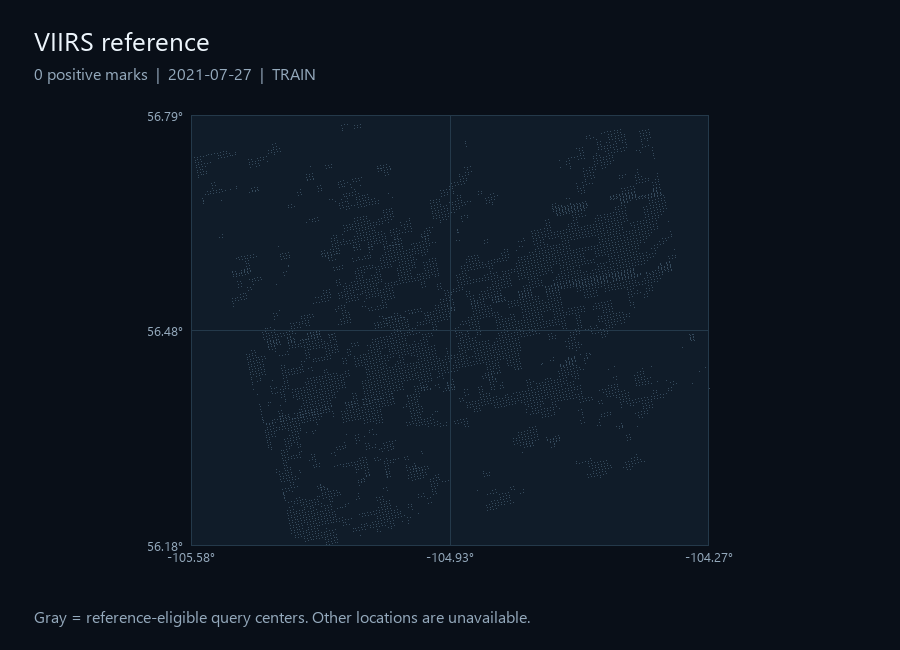 VIIRS reference
0 positive marks | 2021-07-27 | TRAIN
56.79°
56.48°
56.18°
-105.58°
-104.93°
-104.27°
Gray = reference-eligible query centers. Other locations are unavailable.